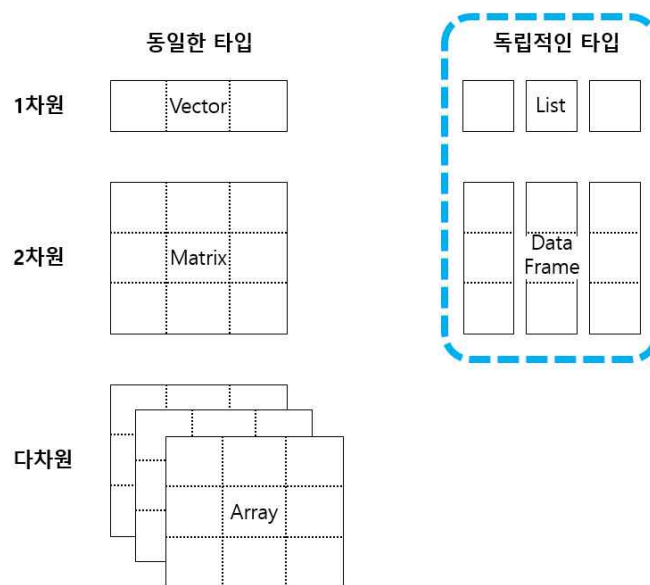 동일한 타입
독립적인 타입
1차원
Vector
List
2차원
Matrix
Data
Frame
다차원
Array